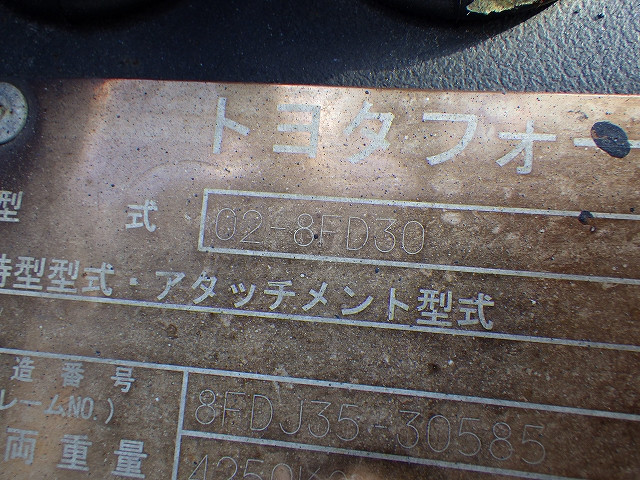 トヨタフォー
型 式 02-8FD30
特型型式・アタッチメント型式
造番号
レームNO.) 8FDJ35-30585
両重量 4250Kg